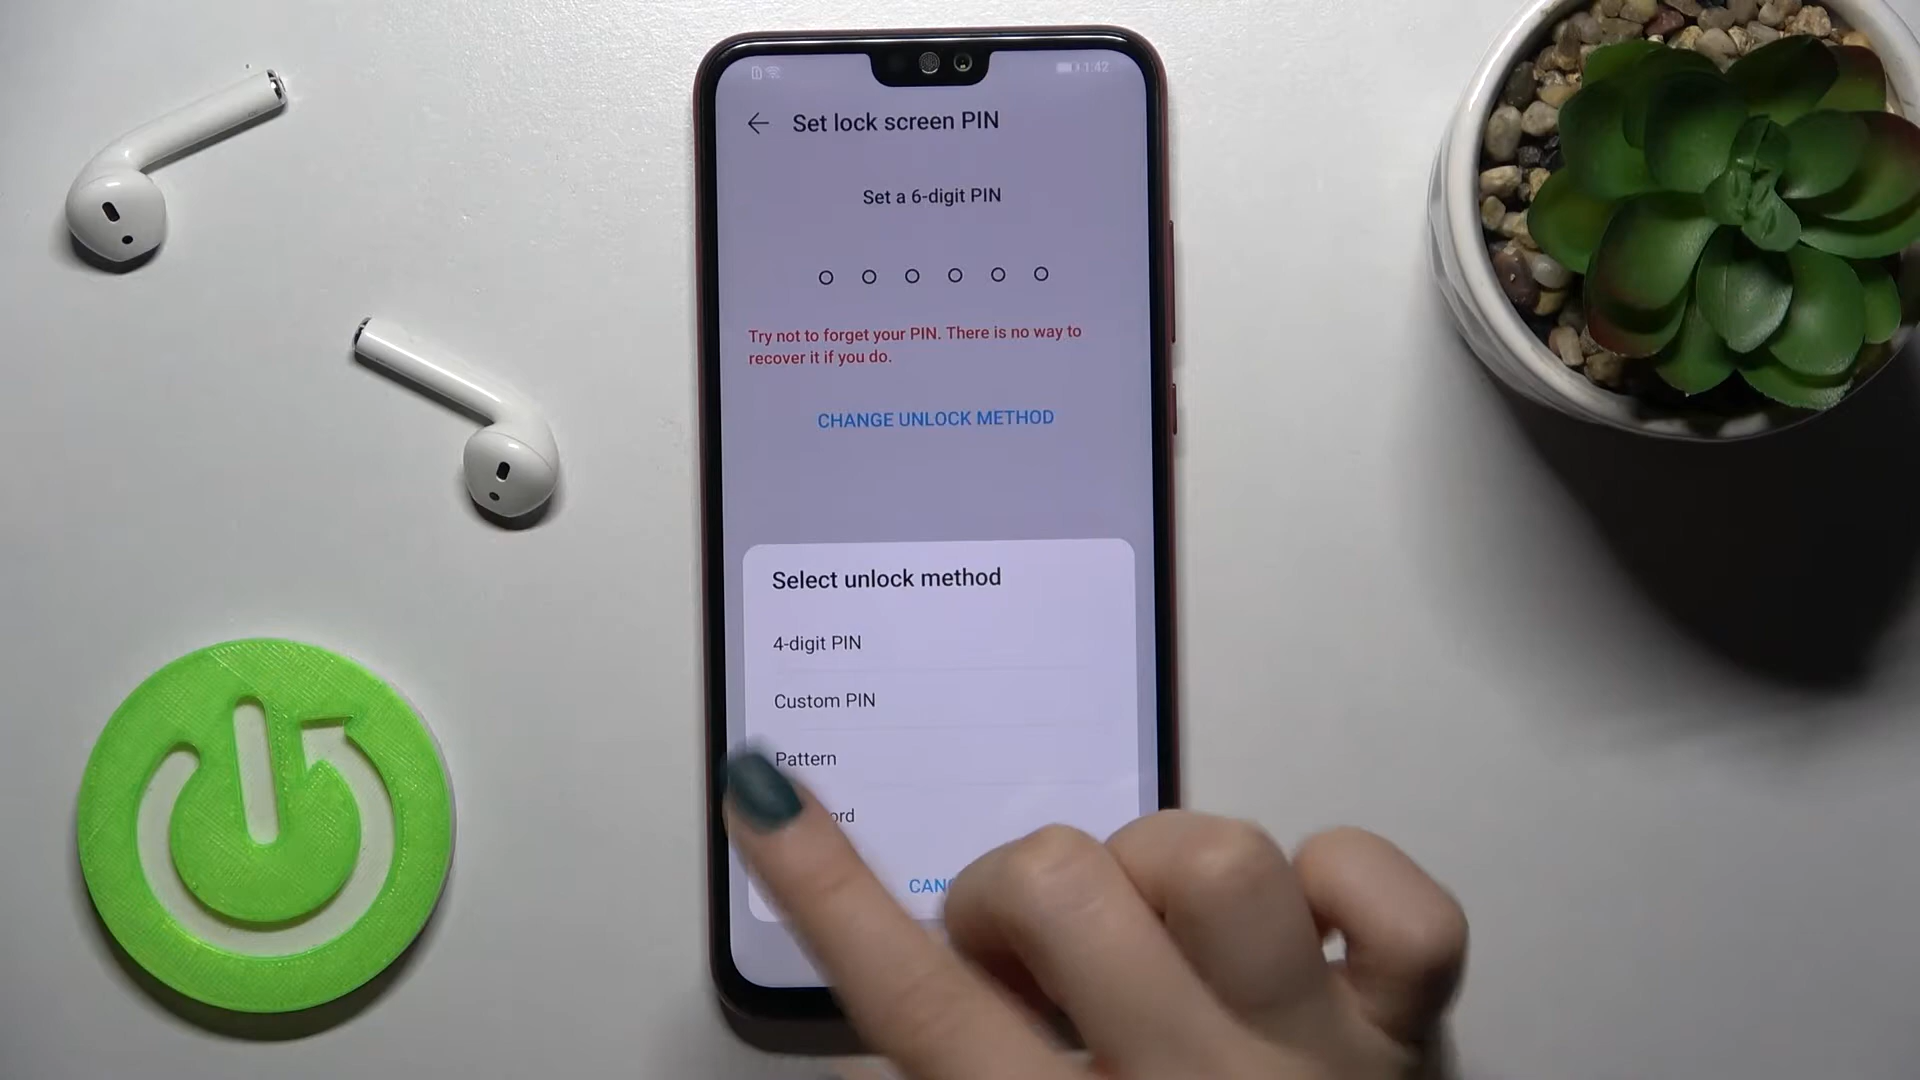 1:42
Set lock screen PIN
Set a 6-digit PIN
Try not to forget your PIN. There is no way to
recover it if you do.
CHANGE UNLOCK METHOD
Select unlock method
4-digit PIN
Custom PIN
Pattern
ord
CANC